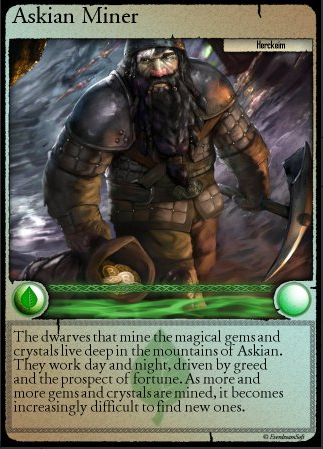 Askian Miner
Herckeim
The dwarves that mine the magical gems and
crystals live deep in the mountains of Askian.
They work day and night, driven by greed
and the prospect of fortune. As more and
more gems and crystals are mined, it becomes
increasingly difficult to find new ones.
© EvendreamSoft